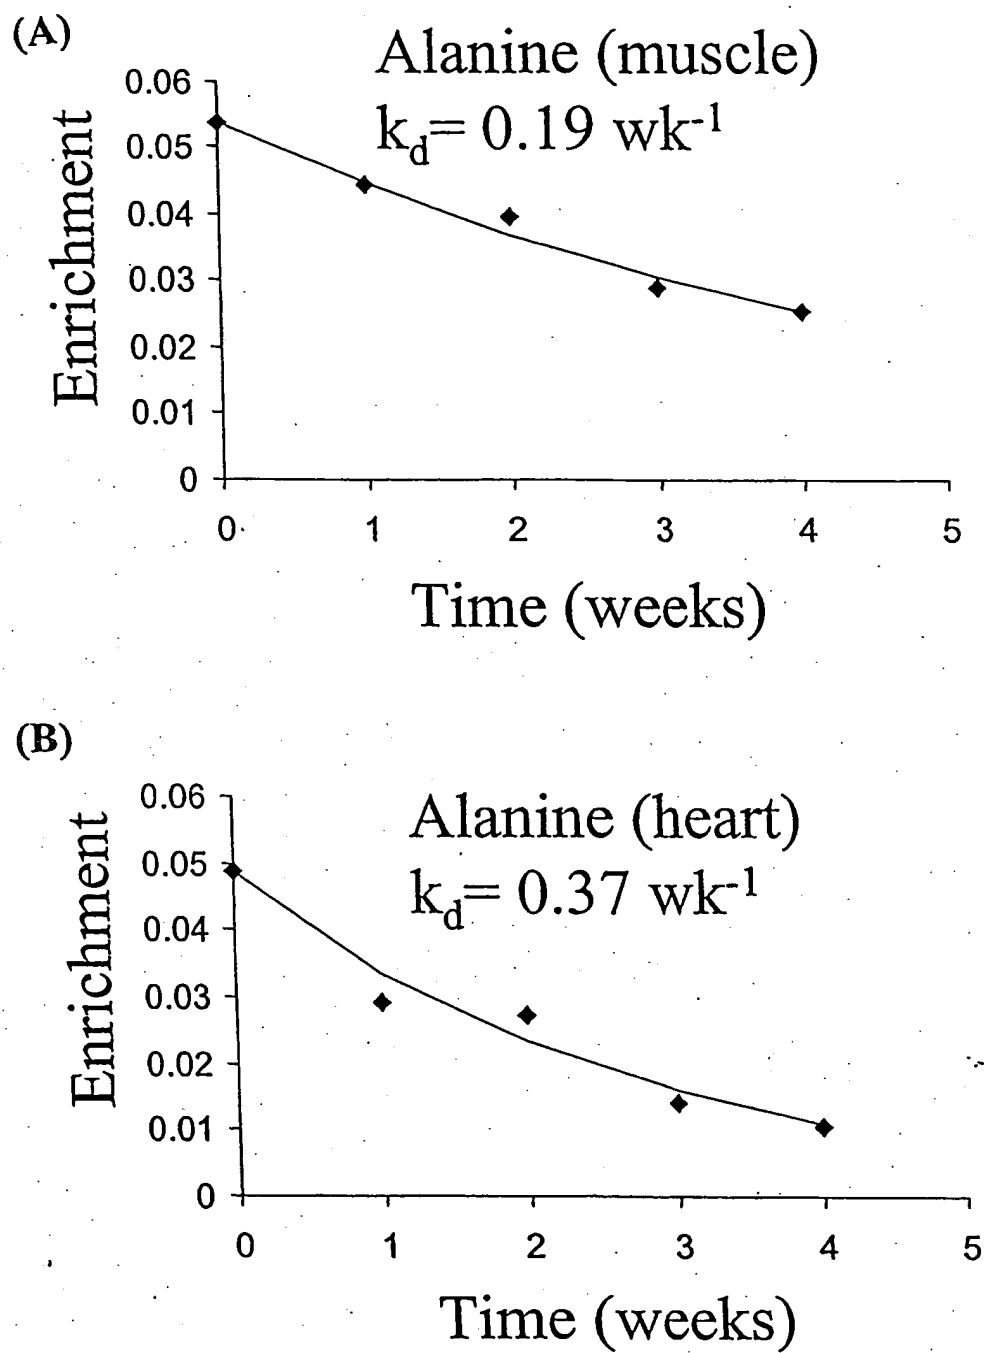 (A)
Alanine (muscle)
k_d= 0.19 wk⁻¹
Enrichment
0.06
0.05
0.04
0.03
0.02
0.01
0
0 1 2 3 4 5
Time (weeks)
(B)
Alanine (heart)
k_d= 0.37 wk⁻¹
Enrichment
0.06
0.05
0.04
0.03
0.02
0.01
0
0 1 2 3 4 5
Time (weeks)